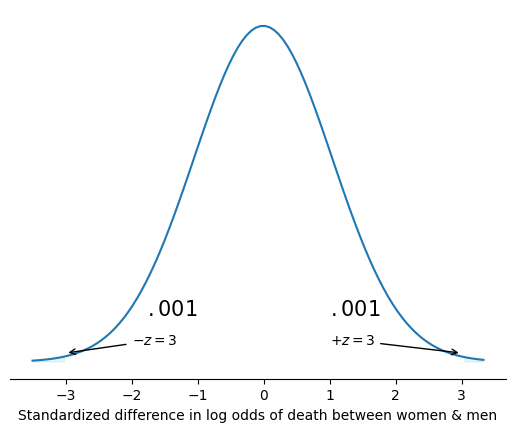 .001 .001
−z = 3 +z = 3
−3 −2 −1 0 1 2 3
Standardized difference in log odds of death between women & men